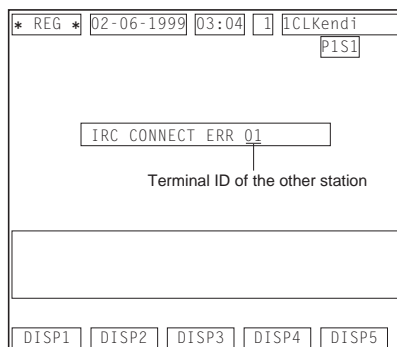 * REG * 02-06-1999 03:04 1 1CLKendi
P1S1
IRC CONNECT ERR 01
Terminal ID of the other station
DISP1 DISP2 DISP3 DISP4 DISP5